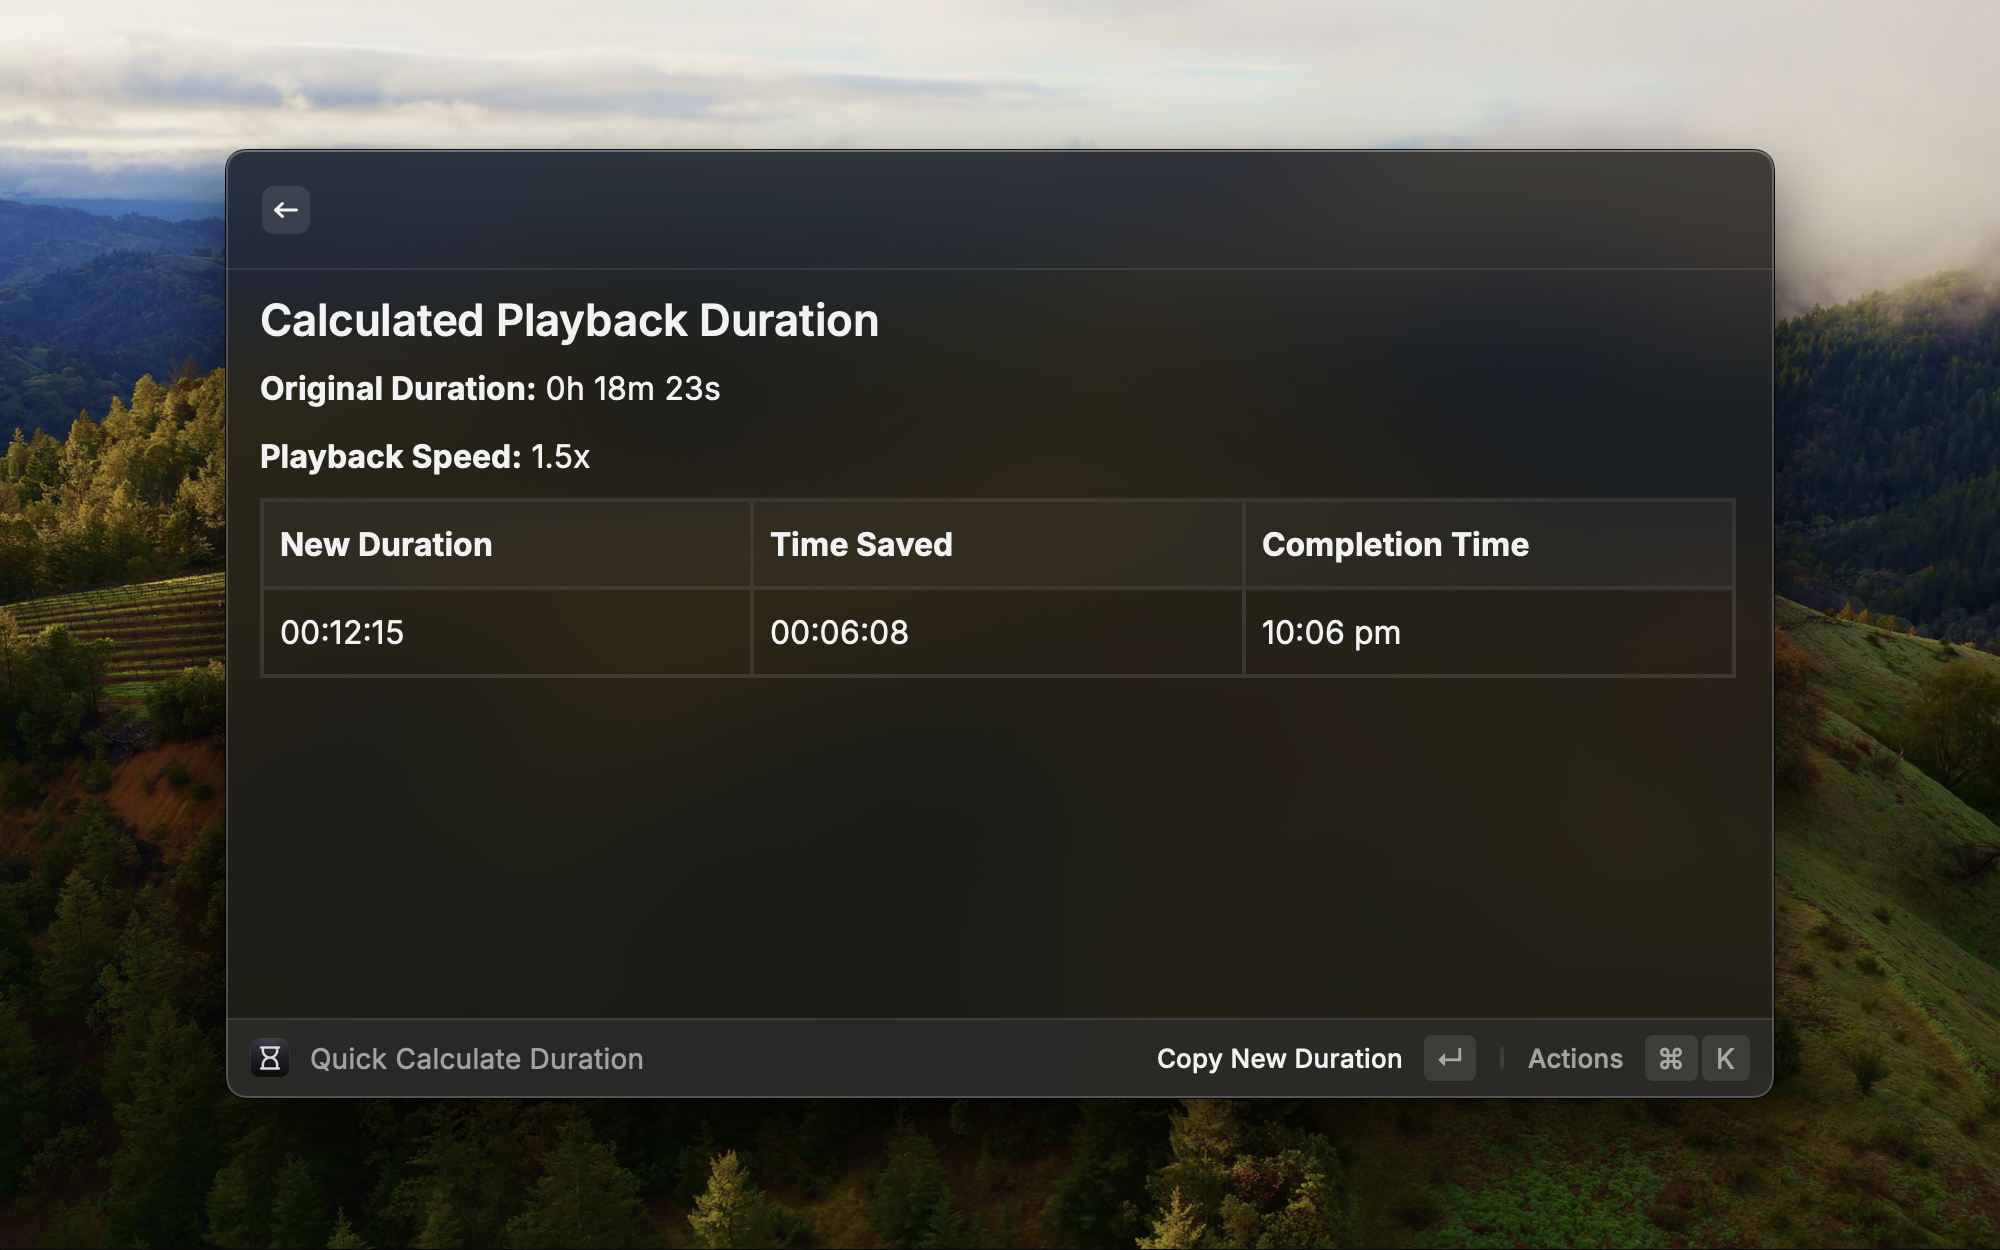 Calculated Playback Duration
Original Duration: 0h 18m 23s
Playback Speed: 1.5x
New Duration Time Saved Completion Time
00:12:15 00:06:08 10:06 pm
Quick Calculate Duration Copy New Duration ↵ Actions ⌘ K